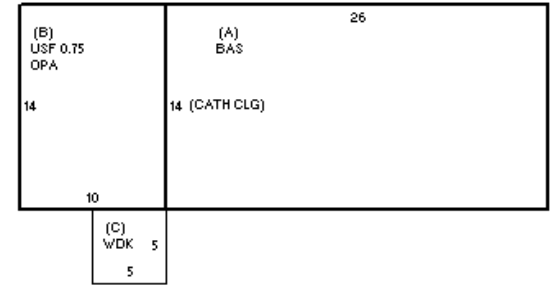 26
(B)
USF 0.75
OPA
(A)
BAS
14
14 (CATH CLG)
10
(C)
WDK 5
5